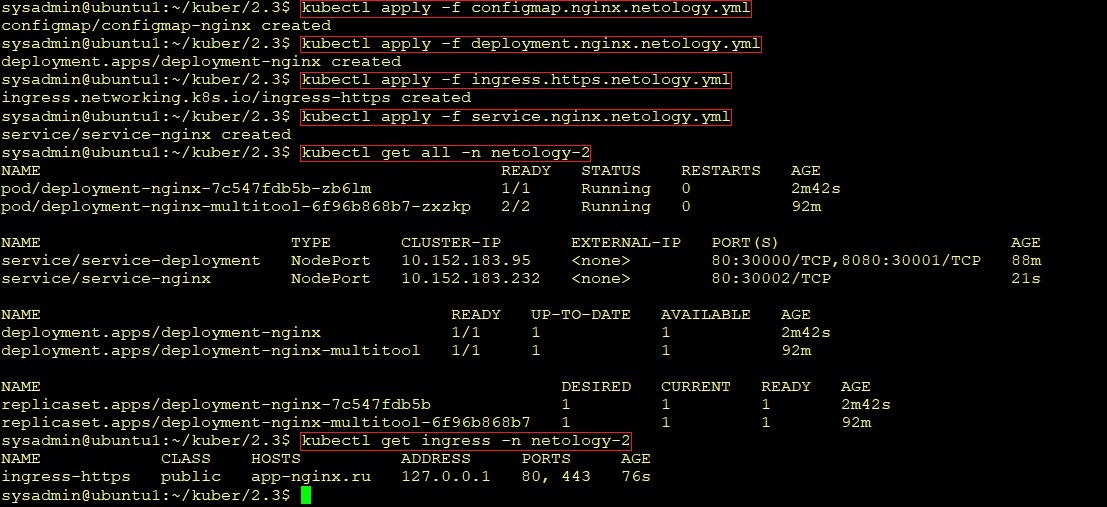 sysadmin@ubuntu1:~/kuber/2.3$ kubectl apply -f configmap.nginx.netology.yml
configmap/configmap-nginx created
sysadmin@ubuntu1:~/kuber/2.3$ kubectl apply -f deployment.nginx.netology.yml
deployment.apps/deployment-nginx created
sysadmin@ubuntu1:~/kuber/2.3$ kubectl apply -f ingress.https.netology.yml
ingress.networking.k8s.io/ingress-https created
sysadmin@ubuntu1:~/kuber/2.3$ kubectl apply -f service.nginx.netology.yml
service/service-nginx created
sysadmin@ubuntu1:~/kuber/2.3$ kubectl get all -n netology-2
NAME READY STATUS RESTARTS AGE
pod/deployment-nginx-7c547fdb5b-zb6lm 1/1 Running 0 2m42s
pod/deployment-nginx-multitool-6f96b868b7-zxzkp 2/2 Running 0 92m
NAME TYPE CLUSTER-IP EXTERNAL-IP PORT(S) AGE
service/service-deployment NodePort 10.152.183.95 <none> 80:30000/TCP,8080:30001/TCP 88m
service/service-nginx NodePort 10.152.183.232 <none> 80:30002/TCP 21s
NAME READY UP-TO-DATE AVAILABLE AGE
deployment.apps/deployment-nginx 1/1 1 1 2m42s
deployment.apps/deployment-nginx-multitool 1/1 1 1 92m
NAME DESIRED CURRENT READY AGE
replicaset.apps/deployment-nginx-7c547fdb5b 1 1 1 2m42s
replicaset.apps/deployment-nginx-multitool-6f96b868b7 1 1 1 92m
sysadmin@ubuntu1:~/kuber/2.3$ kubectl get ingress -n netology-2
NAME CLASS HOSTS ADDRESS PORTS AGE
ingress-https public app-nginx.ru 127.0.0.1 80, 443 76s
sysadmin@ubuntu1:~/kuber/2.3$